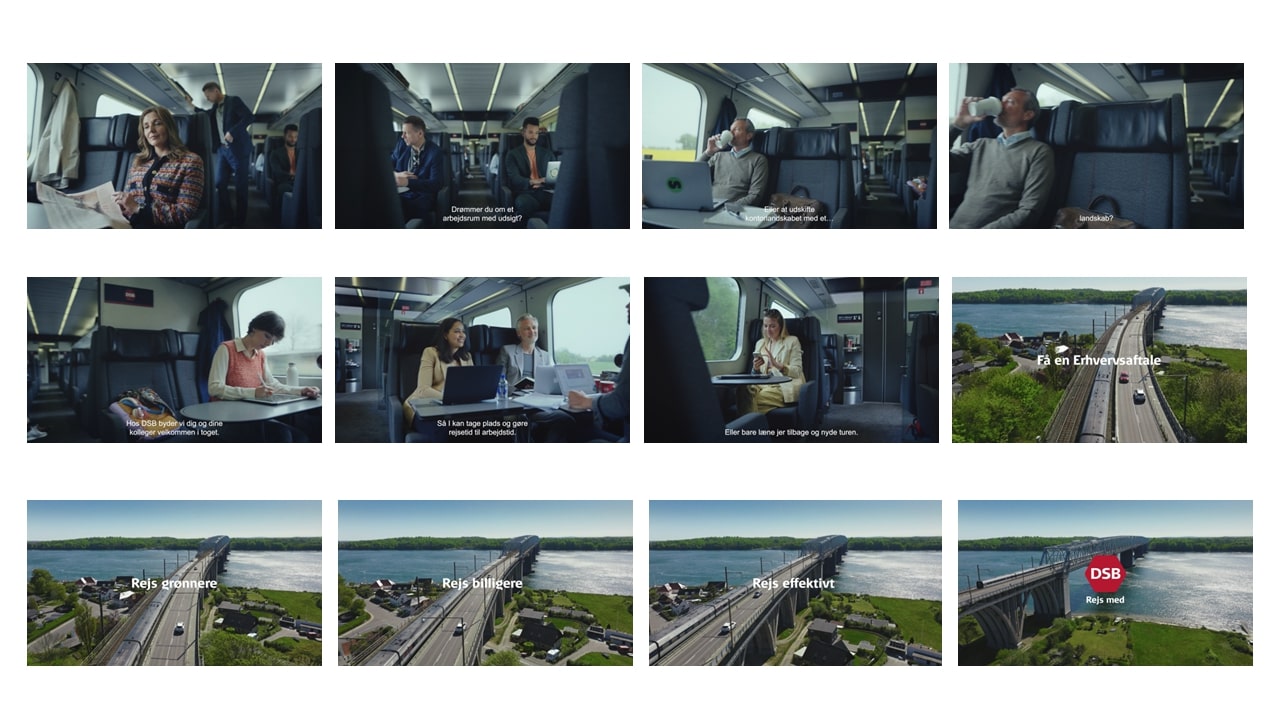 Drømmer du om et
arbejdsrum med udsigt?
Eller at udskifte
kontorlandskabet med et…
landskab?
Hos DSB byder vi dig og dine
kolleger velkommen i toget.
Så I kan tage plads og gøre
rejsetid til arbejdstid.
Eller bare læne jer tilbage og nyde turen.
Få en Erhvervsaftale
Rejs grønnere
Rejs billigere
Rejs effektivt
DSB
Rejs med